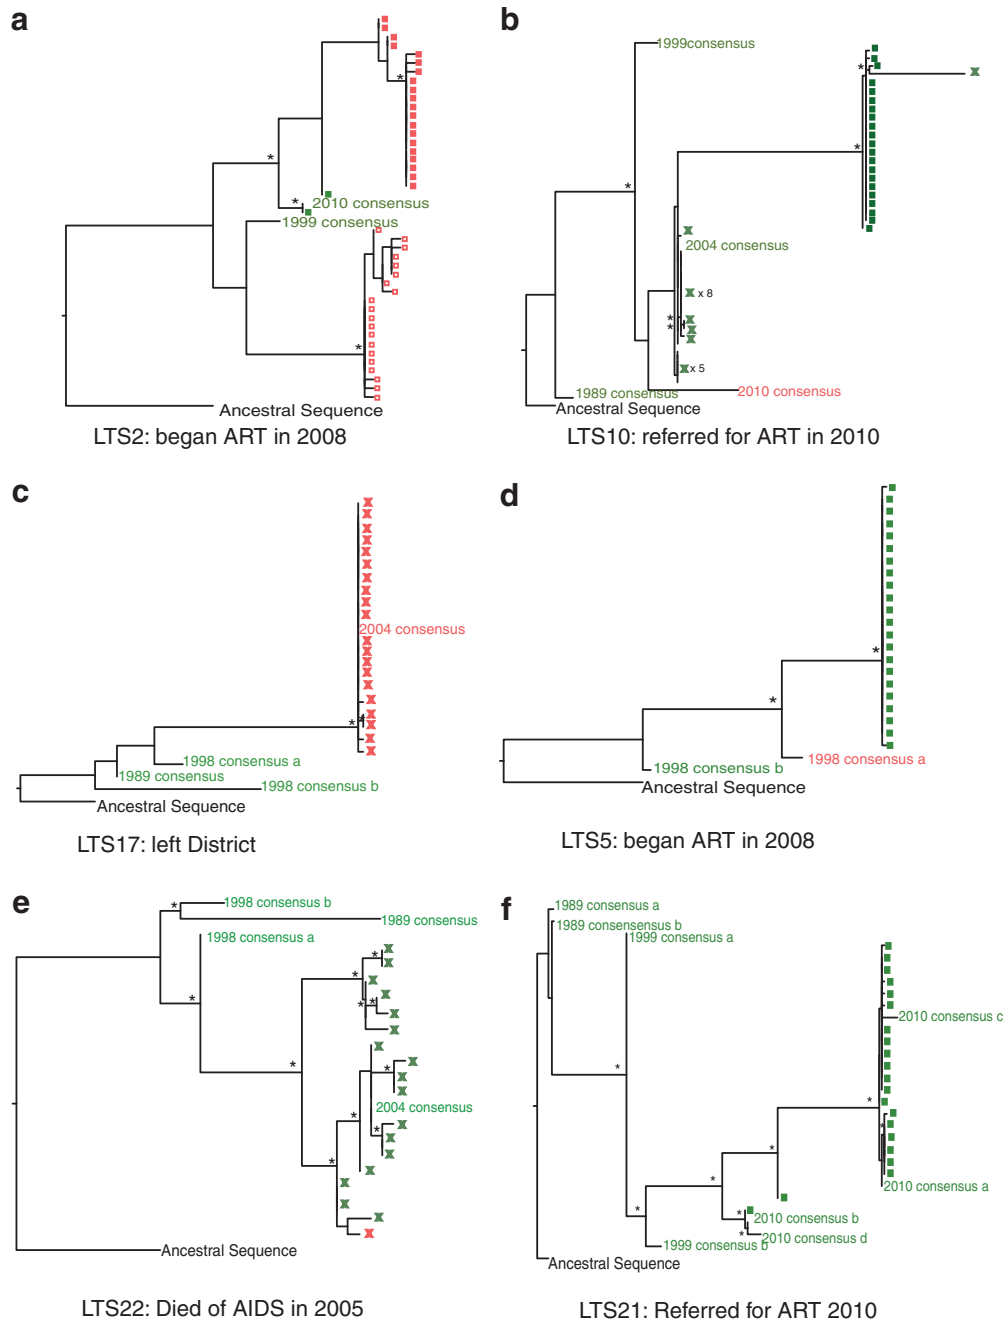 a
*
*
*
2010 consensus
1999 consensus
*
Ancestral Sequence
LTS2: began ART in 2008
b
1999consensus
*
*
*
2004 consensus
x 8
*
*
x 5
2010 consensus
1989 consensus
Ancestral Sequence
LTS10: referred for ART in 2010
c
2004 consensus
*
*
1998 consensus a
1989 consensus
1998 consensus b
Ancestral Sequence
LTS17: left District
d
*
*
1998 consensus a
1998 consensus b
Ancestral Sequence
LTS5: began ART in 2008
e
*
1998 consensus b
1989 consensus
1998 consensus a
*
*
*
*
*
*
*
2004 consensus
*
*
*
Ancestral Sequence
LTS22: Died of AIDS in 2005
f
1989 consensus a
1989 consensensus b
1999 consensus a
2010 consensus c
*
*
*
*
2010 consensus a
*
*
*
2010 consensus b
*
2010 consensus d
1999 consensus b
Ancestral Sequence
LTS21: Referred for ART 2010